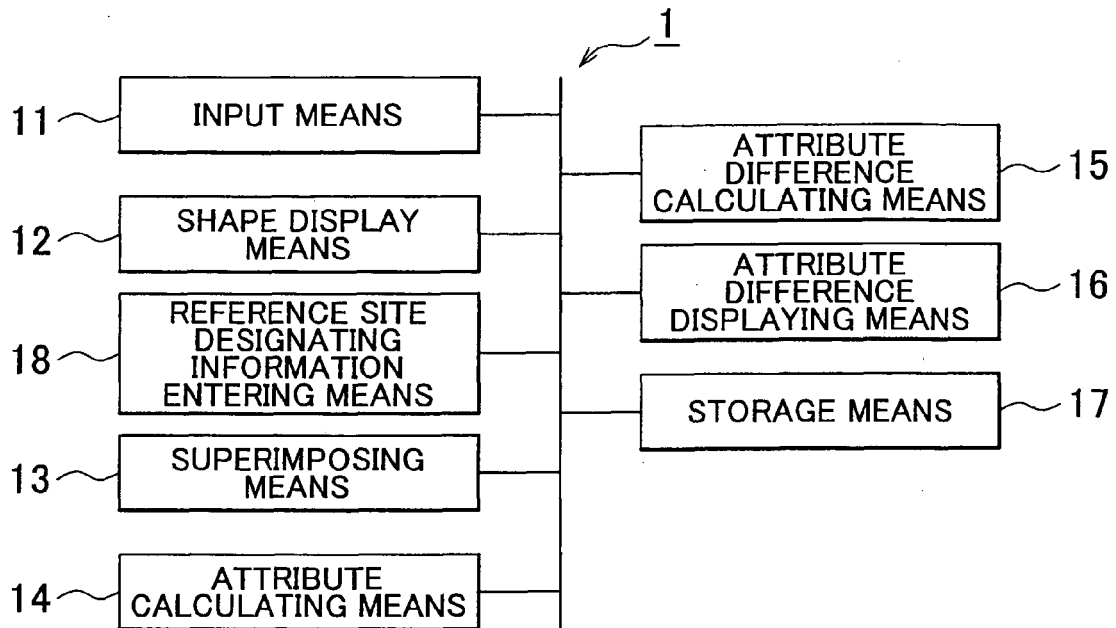 1
11
INPUT MEANS
12
SHAPE DISPLAY
MEANS
18
REFERENCE SITE
DESIGNATING
INFORMATION
ENTERING MEANS
13
SUPERIMPOSING
MEANS
14
ATTRIBUTE
CALCULATING MEANS
ATTRIBUTE
DIFFERENCE
CALCULATING MEANS
15
ATTRIBUTE
DIFFERENCE
DISPLAYING MEANS
16
STORAGE MEANS
17